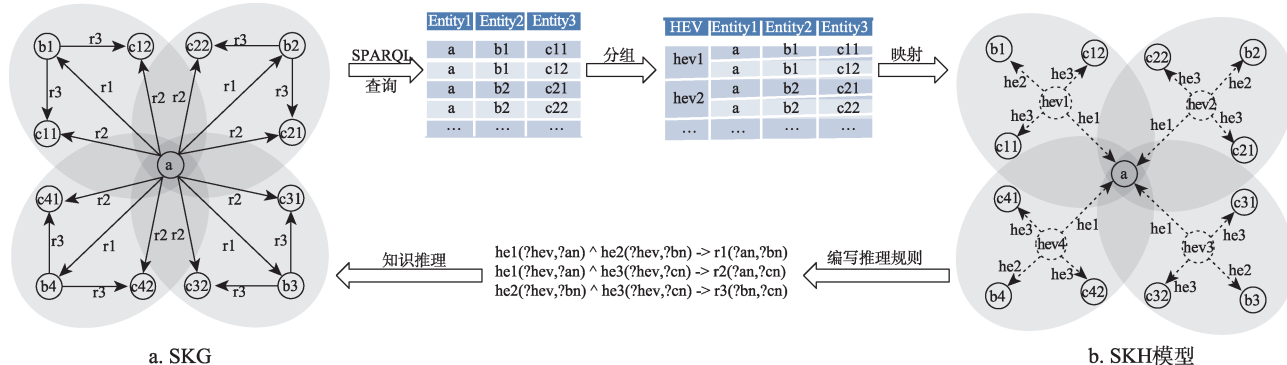 b1
r3
c12
c22
r3
b2
r3
r1
r2
r2
r1
r3
c11
r2
r2
c21
a
c41
r2
r2
c31
r3
r1
r2
r2
r1
r3
b4
r3
c42
c32
r3
b3
a. SKG
SPARQL
查询
Entity1 Entity2 Entity3
a b1 c11
a b1 c12
a b2 c21
a b2 c22
… … …
分组
HEV Entity1 Entity2 Entity3
hev1 a b1 c11
a b1 c12
hev2 a b2 c21
a b2 c22
… … … …
映射
b1
c12
c22
b2
he2
he3
he3
he2
hev1
hev2
he3
he1
he1
he3
c11
c21
a
c41
c31
he3
he1
he1
he3
hev4
hev3
he2
he3
he3
he2
b4
c42
c32
b3
b. SKH模型
编写推理规则
he1(?hev,?an) ^ he2(?hev,?bn) -> r1(?an,?bn)
he1(?hev,?an) ^ he3(?hev,?cn) -> r2(?an,?cn)
he2(?hev,?bn) ^ he3(?hev,?cn) -> r3(?bn,?cn)
知识推理